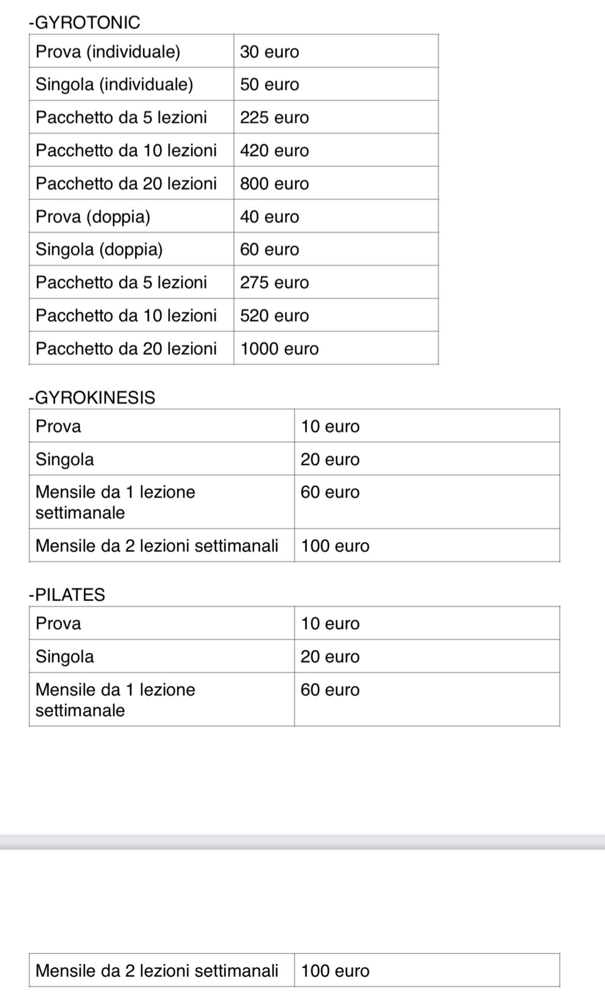 -GYROTONIC
Prova (individuale) 30 euro
Singola (individuale) 50 euro
Pacchetto da 5 lezioni 225 euro
Pacchetto da 10 lezioni 420 euro
Pacchetto da 20 lezioni 800 euro
Prova (doppia) 40 euro
Singola (doppia) 60 euro
Pacchetto da 5 lezioni 275 euro
Pacchetto da 10 lezioni 520 euro
Pacchetto da 20 lezioni 1000 euro
-GYROKINESIS
Prova 10 euro
Singola 20 euro
Mensile da 1 lezione 60 euro
settimanale
Mensile da 2 lezioni settimanali 100 euro
-PILATES
Prova 10 euro
Singola 20 euro
Mensile da 1 lezione 60 euro
settimanale
Mensile da 2 lezioni settimanali 100 euro